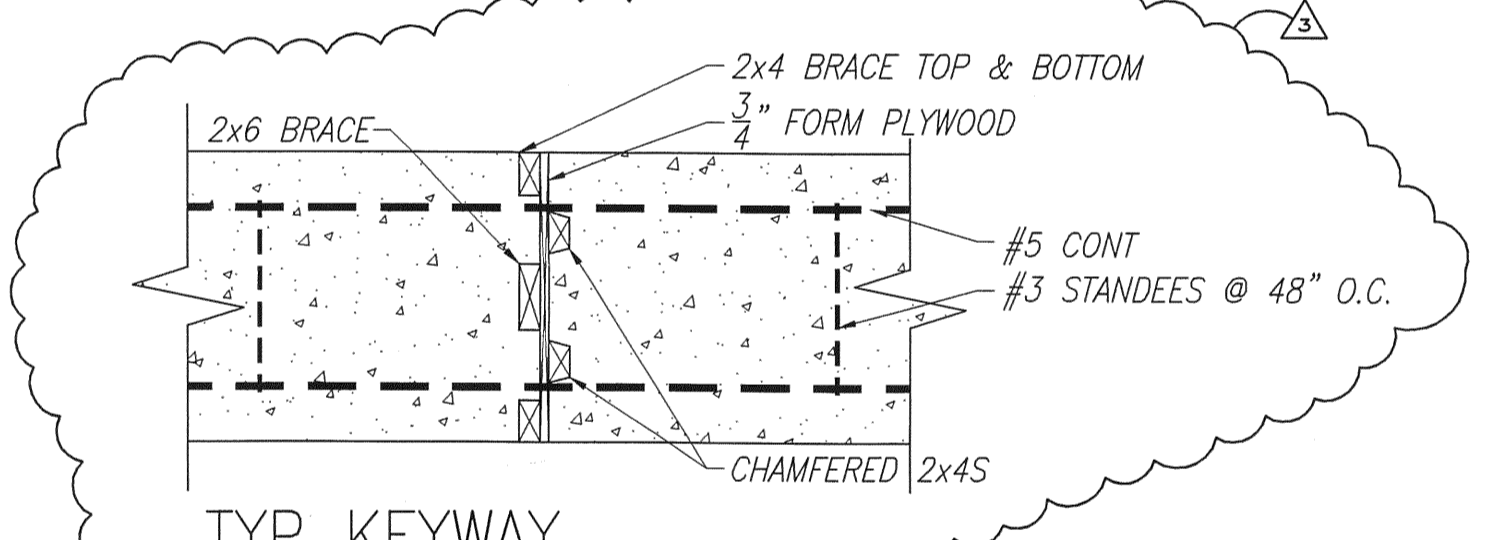 3
2x4 BRACE TOP & BOTTOM
3/4" FORM PLYWOOD
2x6 BRACE
#5 CONT
#3 STANDEES @ 48" O.C.
CHAMFERED 2x4S
TYP KEYWAY